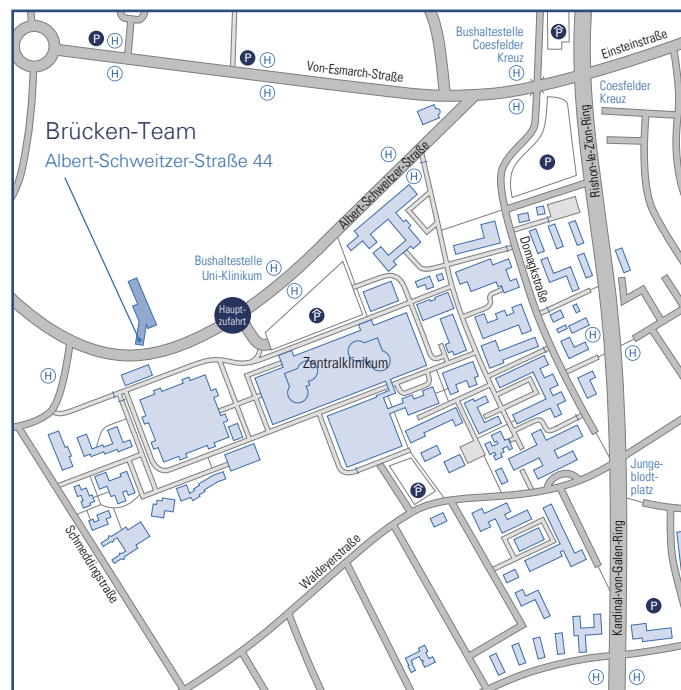 P
H
H
P
H
H
Von-Esmarch-Straße
Bushaltestelle
Coesfelder
Kreuz
H
H
P
Einsteinstraße
Coesfelder
Kreuz
Rishon-le-Zion-Ring
P
Brücken-Team
Albert-Schweitzer-Straße 44
H
H
Albert-Schweitzer-Straße
Domagkstraße
Bushaltestelle
Uni-Klinikum
H
H
Haupt-
zufahrt
P
Zentralklinikum
H
H
H
Junge-
blodt-
platz
P
Schmeddingstraße
Waldeyerstraße
Kardinal-von-Galen-Ring
P
H
H